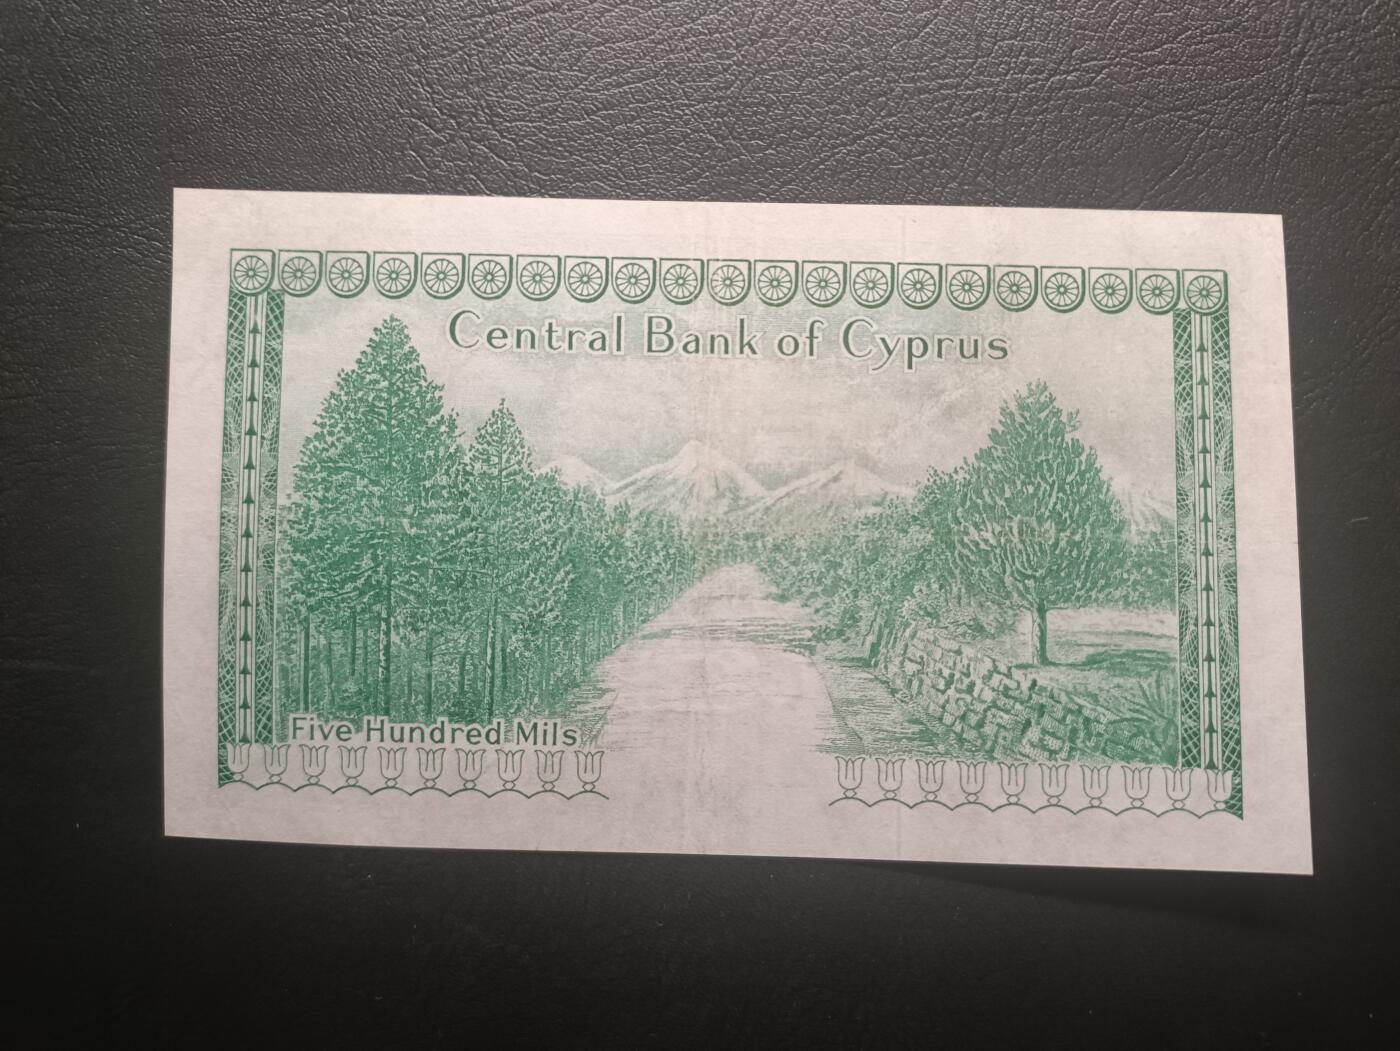 Central Bank of Cyprus
Five Hundred Mils